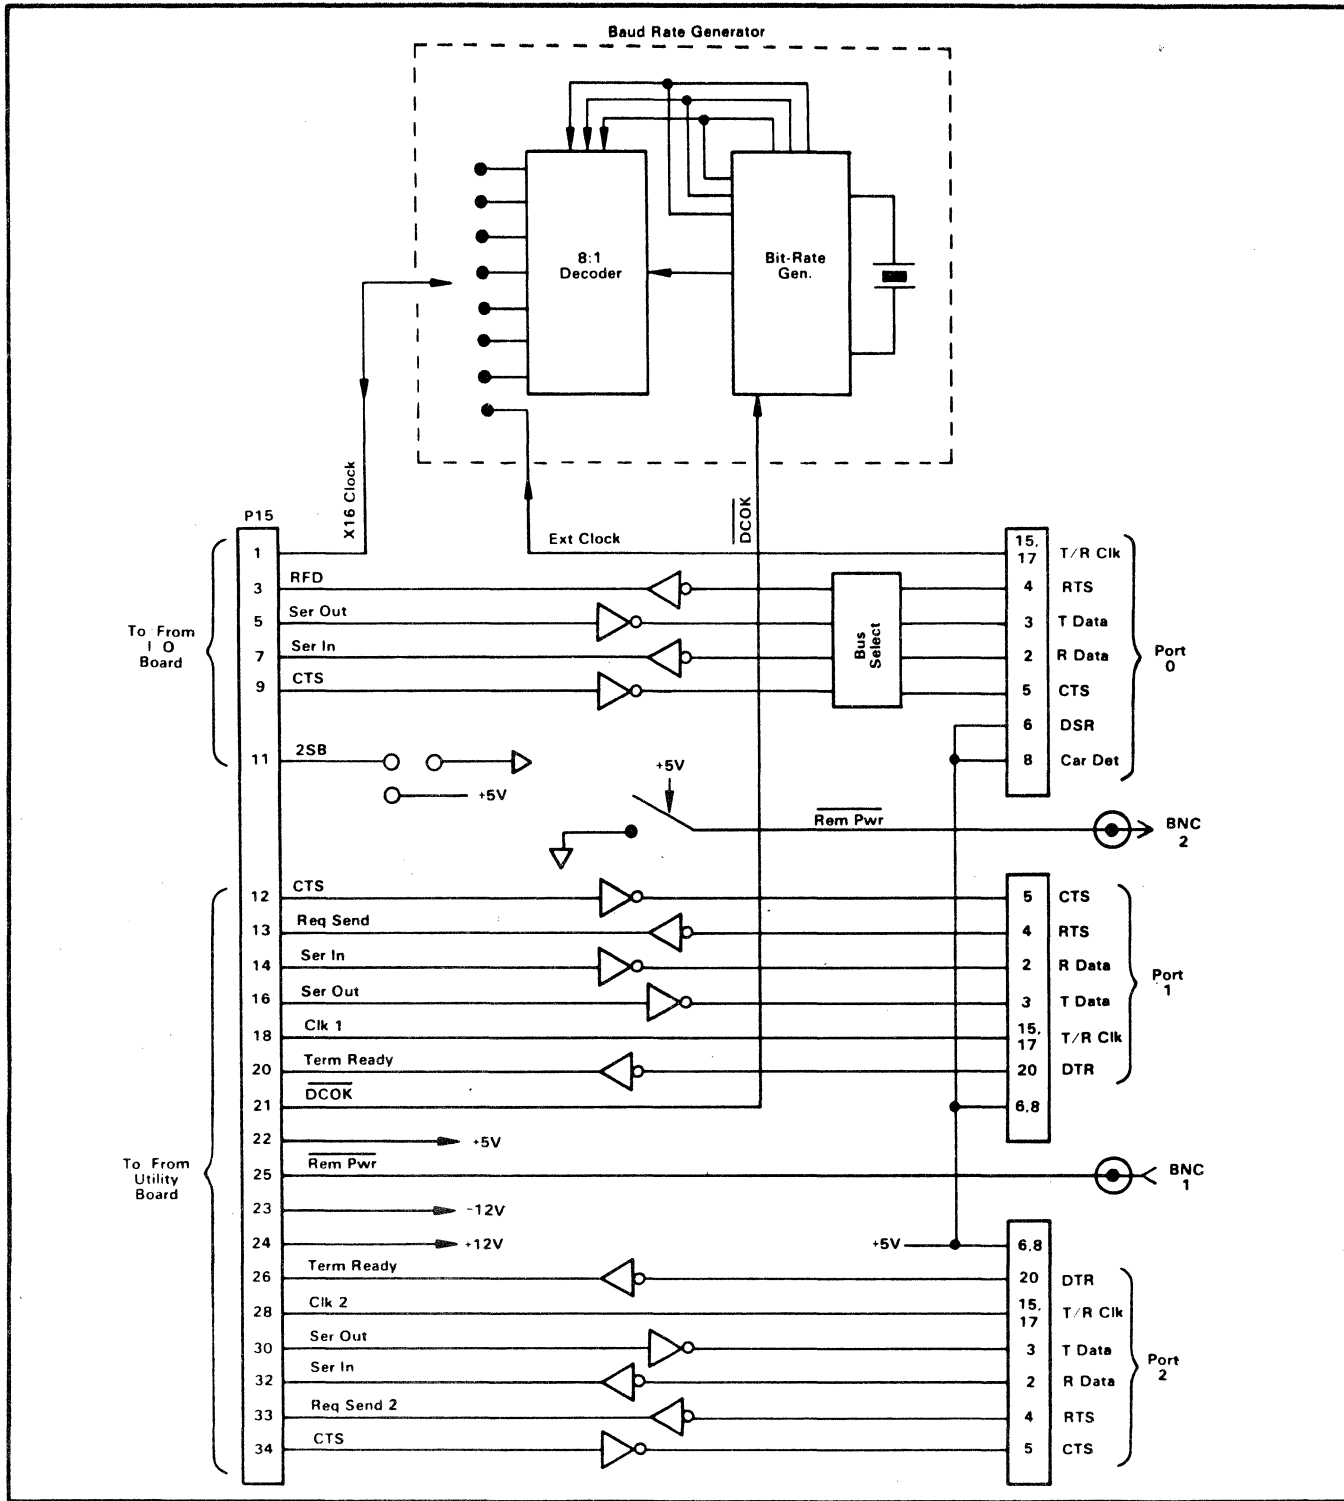 Baud Rate Generator
8:1
Decoder
Bit-Rate
Gen.
X16 Clock
DCOK
P15
Ext Clock
1
3 RFD
5 Ser Out
7 Ser In
9 CTS
11 2SB
+5V
To From
I O
Board
Bus
Select
15,
17 T/R Clk
4 RTS
3 T Data
2 R Data
5 CTS
6 DSR
8 Car Det
Port
0
+5V
Rem Pwr
BNC
2
12 CTS
13 Req Send
14 Ser In
16 Ser Out
18 Clk 1
20 Term Ready
21 DCOK
22 +5V
25 Rem Pwr
23 -12V
24 +12V
26 Term Ready
28 Clk 2
30 Ser Out
32 Ser In
33 Req Send 2
34 CTS
To From
Utility
Board
5 CTS
4 RTS
2 R Data
3 T Data
15,
17 T/R Clk
20 DTR
6,8
Port
1
BNC
1
+5V
6,8
20 DTR
15,
17 T/R Clk
3 T Data
2 R Data
4 RTS
5 CTS
Port
2